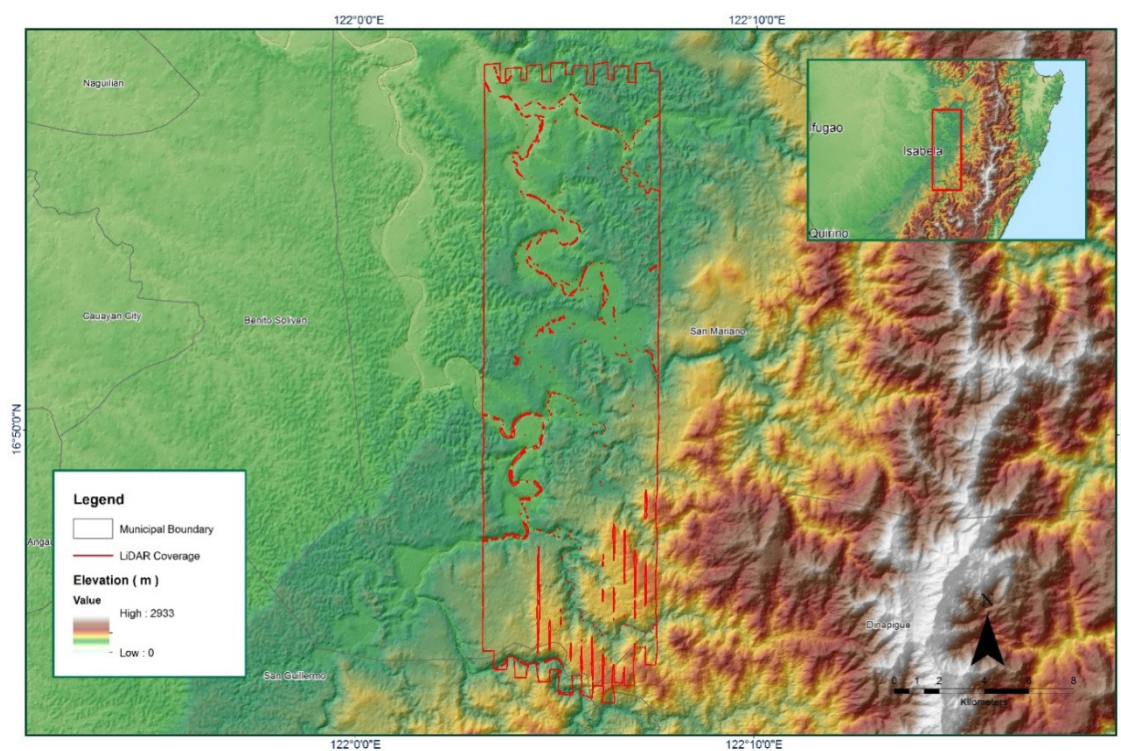 122°0'0"E
122°10'0"E
Naguilian
Ifugao
Isabela
Quirino
Cauayan City
Benito Soliven
San Mariano
16°50'0"N
Legend
Municipal Boundary
LiDAR Coverage
Elevation ( m )
Value
High : 2933
Low : 0
Angad
Dinapigue
San Guillermo
N
0 1 2 4 6 8
Kilometers
122°0'0"E
122°10'0"E